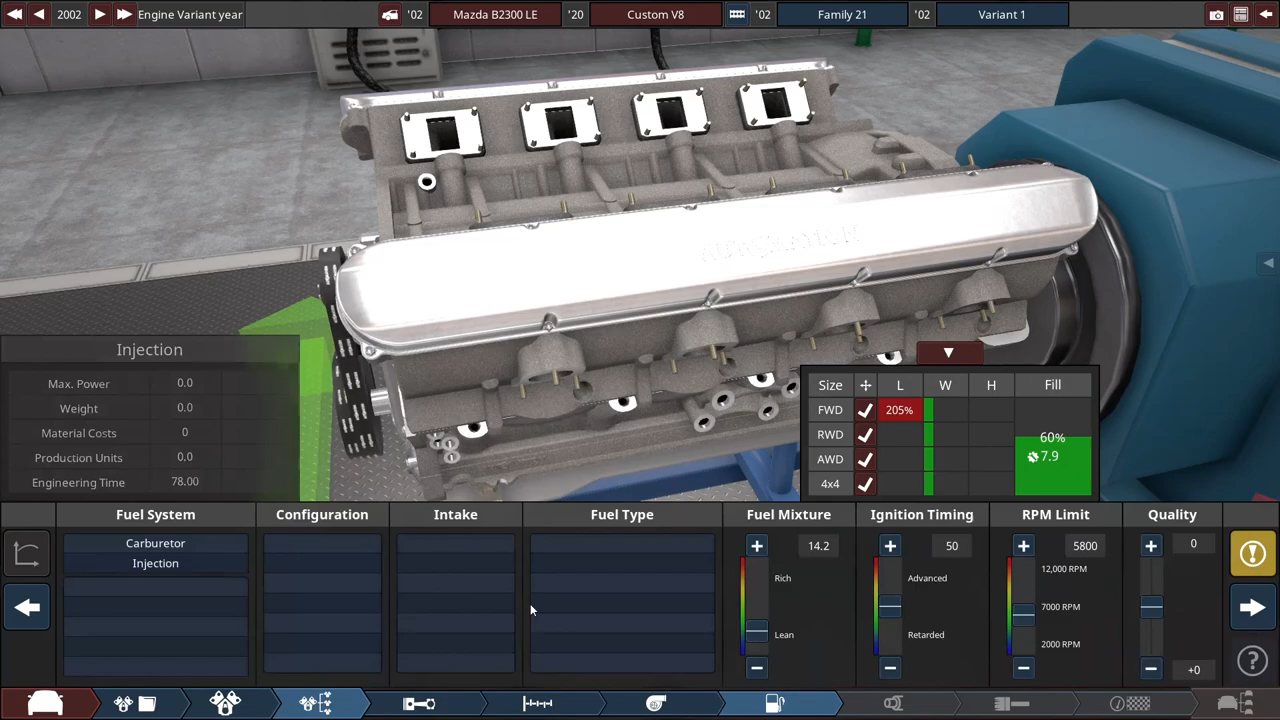 2002 Engine Variant year '02 Mazda B2300 LE '20 Custom V8 '02 Family 21 '02 Variant 1
Injection
Max. Power 0.0
Weight 0.0
Material Costs 0
Production Units 0.0
Engineering Time 78.00
Size L W H Fill
FWD 205%
RWD 60%
AWD 7.9
4x4
Fuel System Configuration Intake Fuel Type Fuel Mixture Ignition Timing RPM Limit Quality
Carburetor 14.2 50 5800 0
Injection 12,000 RPM
Rich Advanced
7000 RPM
Lean Retarded
2000 RPM
+0